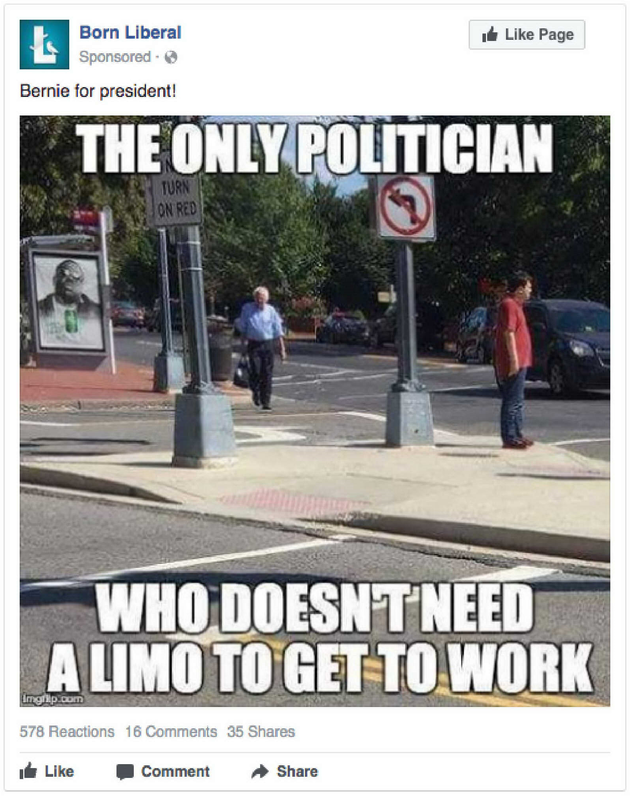 Born Liberal
Sponsored ·
Like Page
Bernie for president!
THE ONLY POLITICIAN
TURN
ON RED
WHO DOESN'T NEED
A LIMO TO GET TO WORK
imgflip.com
578 Reactions 16 Comments 35 Shares
Like Comment Share